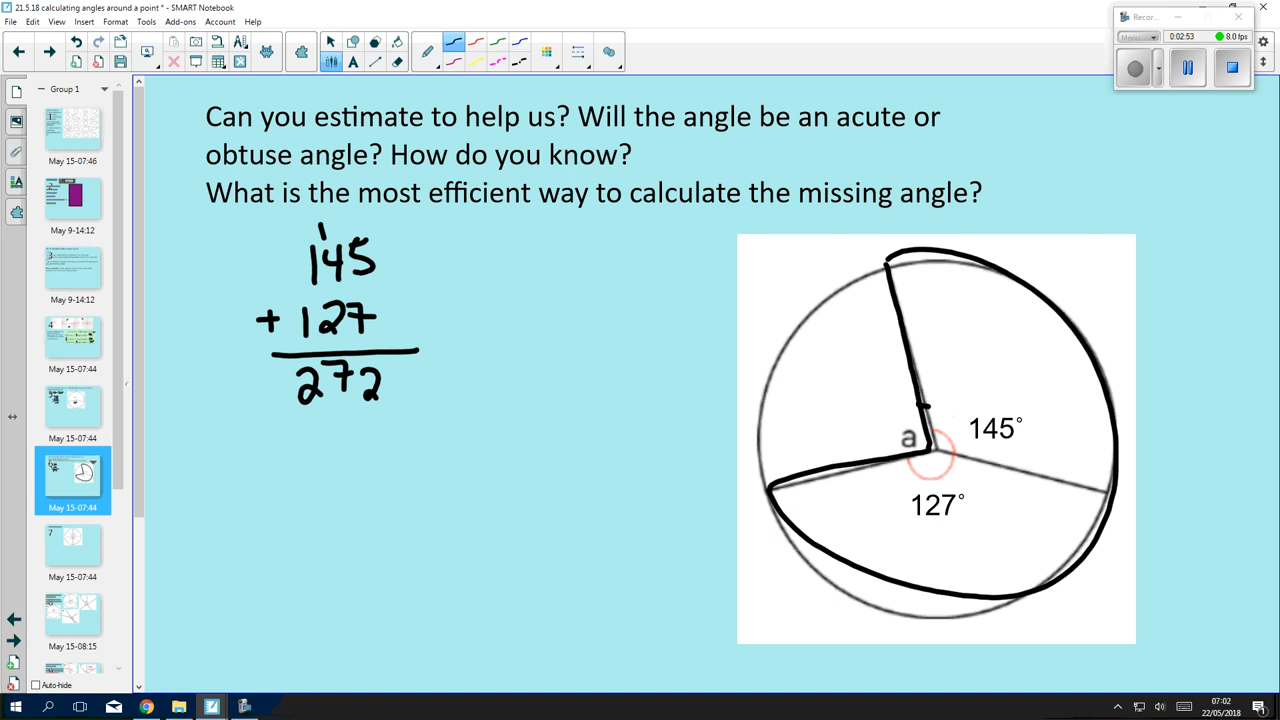 21.5.18 calculating angles around a point * - SMART Notebook
File Edit View Insert Format Tools Add-ons Account Help
Recor...
Menu
0:02:53
8.0 fps
Group 1
May 15-07:46
May 9-14:12
May 9-14:12
May 15-07:44
May 15-07:44
May 15-07:44
7
May 15-07:44
May 15-08:15
Auto-hide
Can you estimate to help us? Will the angle be an acute or
obtuse angle? How do you know?
What is the most efficient way to calculate the missing angle?
1
145
+ 127
272
a
145°
127°
07:02
22/05/2018